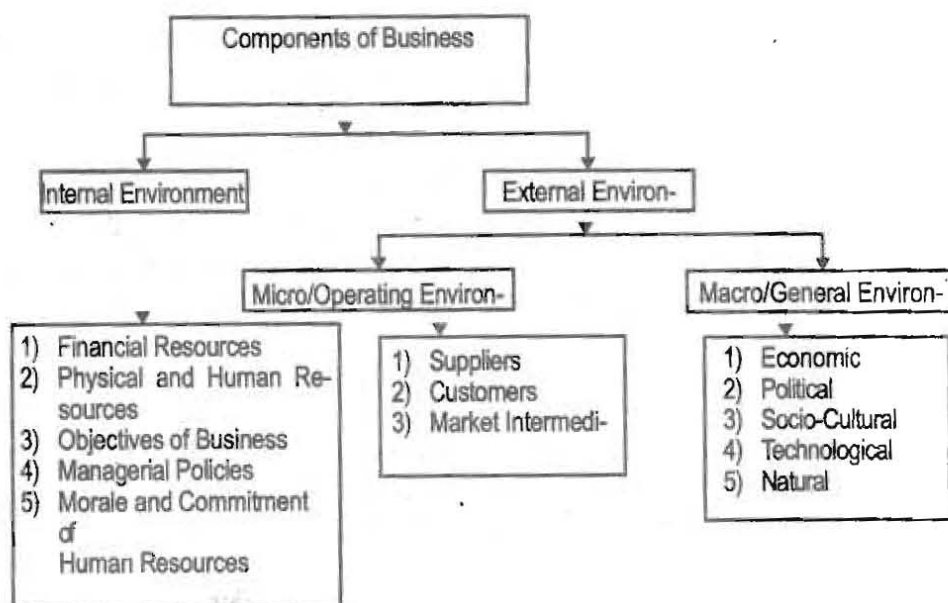 Components of Business
Internal Environment
External Environ-
Micro/Operating Environ-
Macro/General Environ-
1) Financial Resources
2) Physical and Human Re-
sources
3) Objectives of Business
4) Managerial Policies
5) Morale and Commitment
of
Human Resources
1) Suppliers
2) Customers
3) Market Intermedi-
1) Economic
2) Political
3) Socio-Cultural
4) Technological
5) Natural